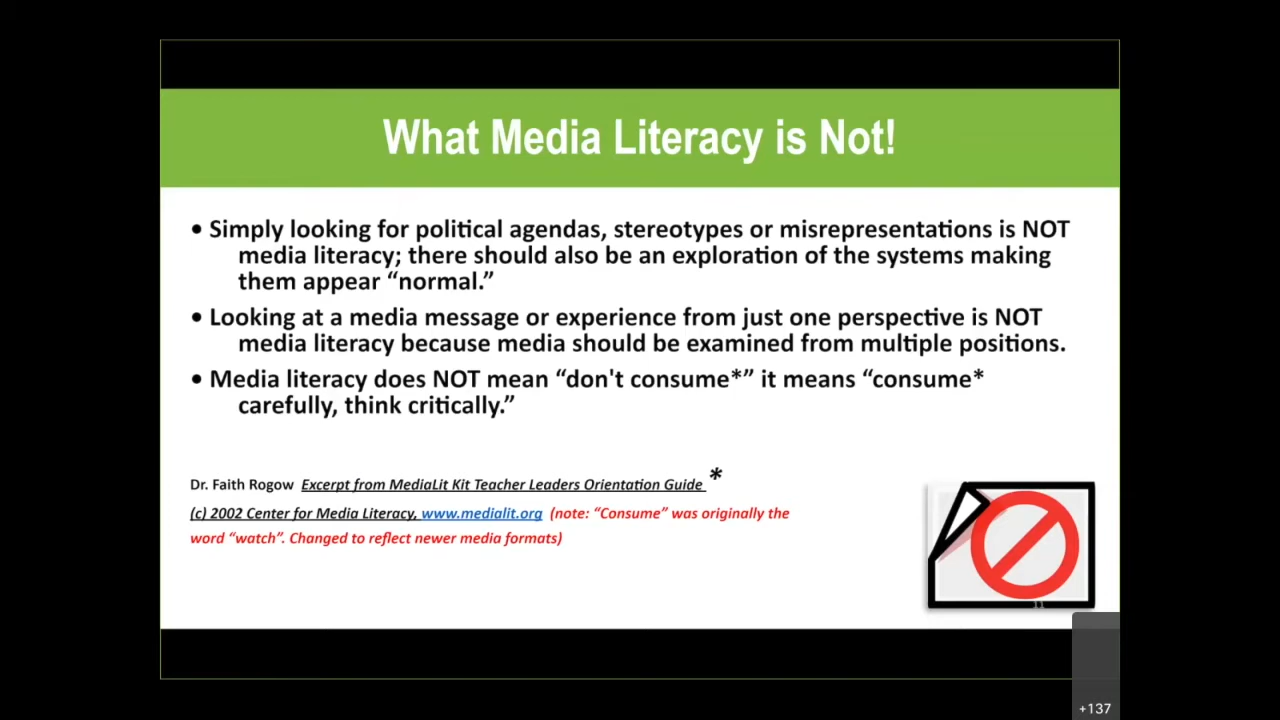 What Media Literacy is Not!
• Simply looking for political agendas, stereotypes or misrepresentations is NOT
media literacy; there should also be an exploration of the systems making
them appear “normal.”
• Looking at a media message or experience from just one perspective is NOT
media literacy because media should be examined from multiple positions.
• Media literacy does NOT mean “don't consume*” it means “consume*
carefully, think critically.”
Dr. Faith Rogow Excerpt from MediaLit Kit Teacher Leaders Orientation Guide *
(c) 2002 Center for Media Literacy, www.medialit.org (note: “Consume” was originally the
word “watch”. Changed to reflect newer media formats)
11
+137